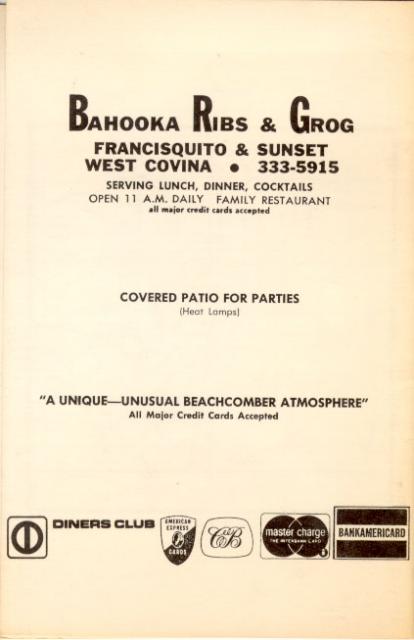 BAHOOKA RIBS & GROG
FRANCISQUITO & SUNSET
WEST COVINA • 333-5915
SERVING LUNCH, DINNER, COCKTAILS
OPEN 11 A.M. DAILY FAMILY RESTAURANT
all major credit cards accepted
COVERED PATIO FOR PARTIES
(Heat Lamps)
"A UNIQUE—UNUSUAL BEACHCOMBER ATMOSPHERE"
All Major Credit Cards Accepted
DINERS CLUB
AMERICAN
EXPRESS
CARDS
CB
master charge
THE INTERBANK CARD
BANKAMERICARD